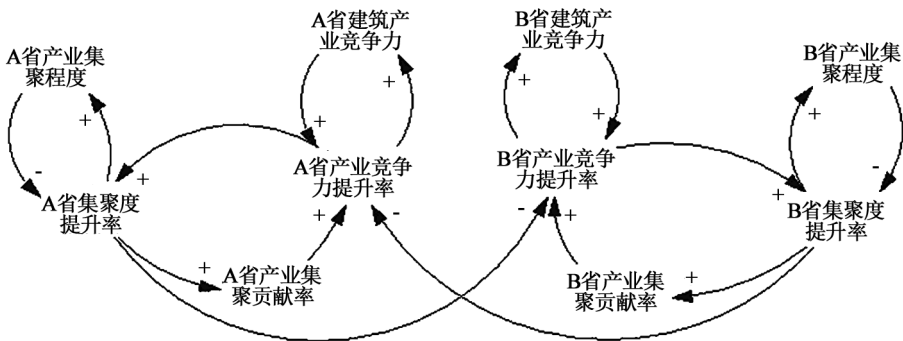 A省建筑产
业竞争力
B省建筑产
业竞争力
A省产业集
聚程度
B省产业集
聚程度
+
+
+
+
+
+
+
+
-
-
A省产业竞争
力提升率
B省产业竞争
力提升率
+
+
A省集聚度
提升率
B省集聚度
提升率
+
-
-
+
A省产业集
聚贡献率
B省产业集
聚贡献率
+
+